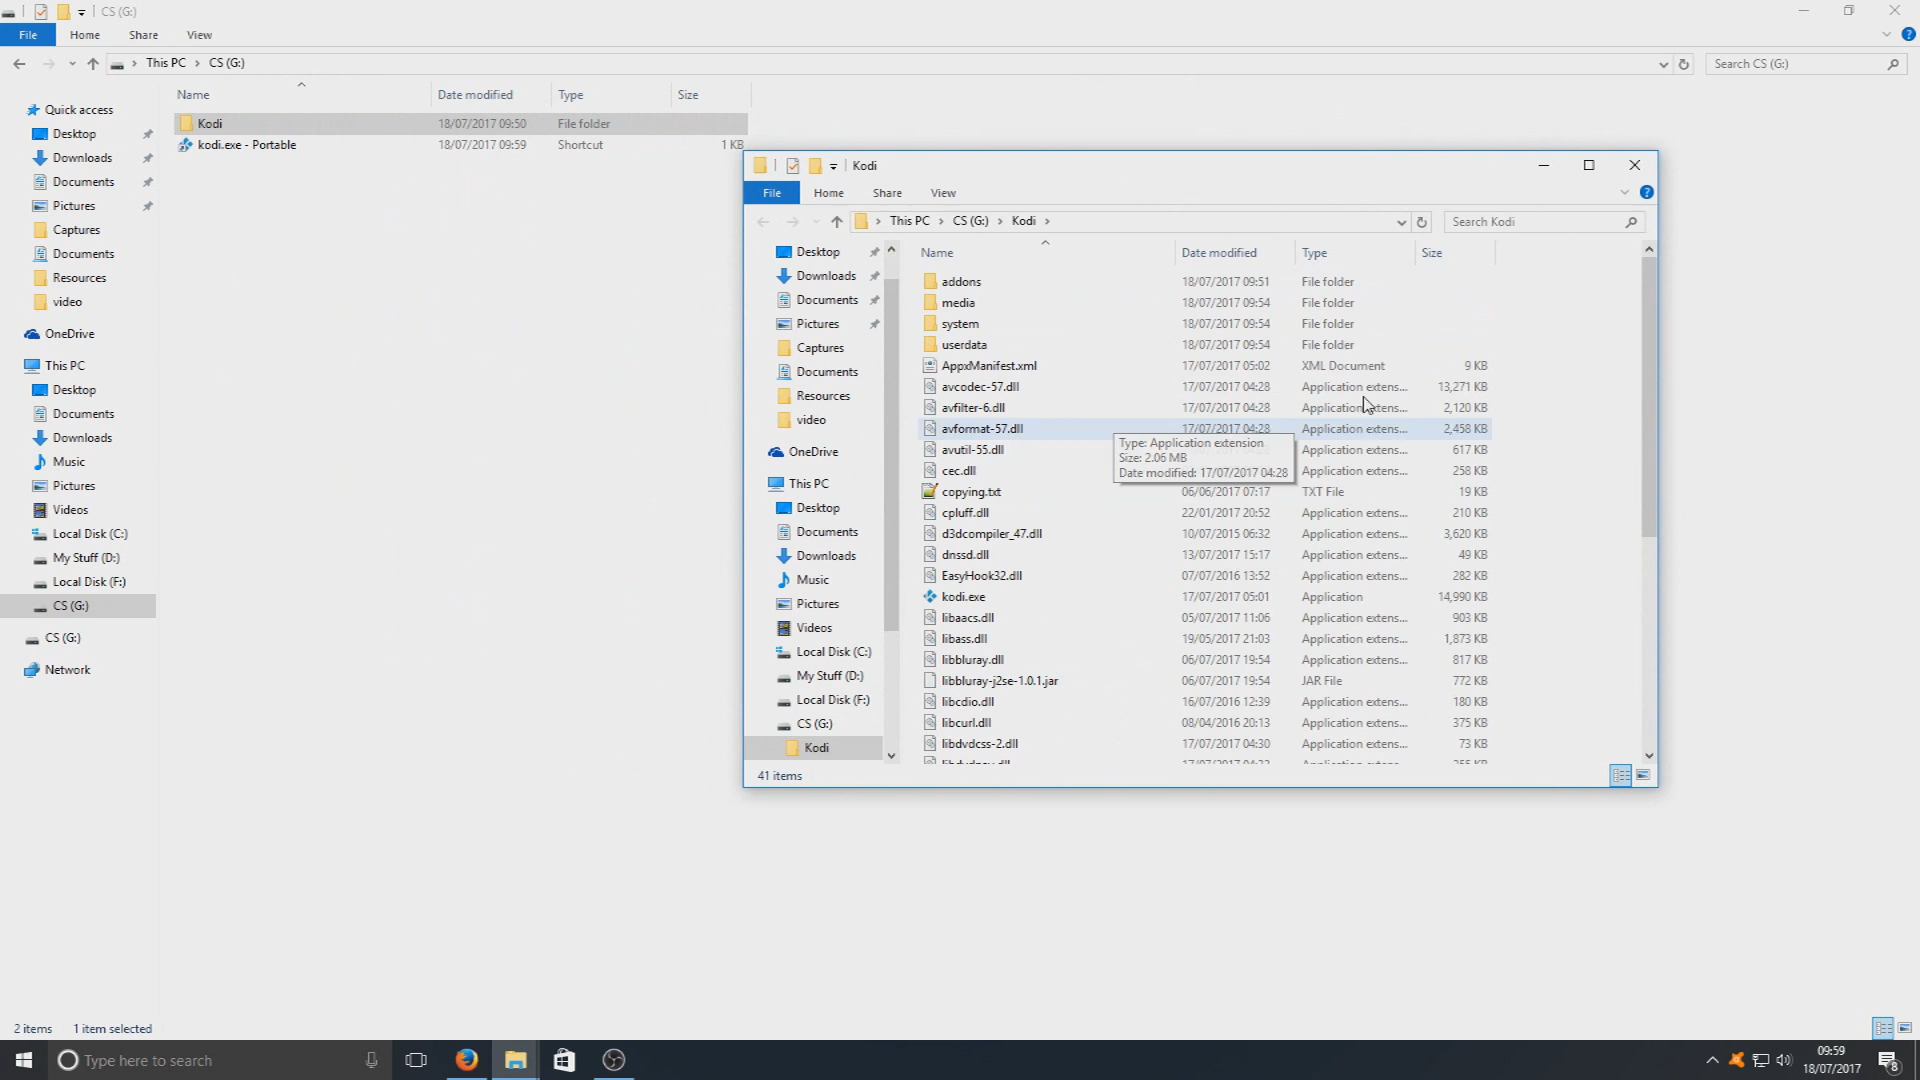 CS (G:)
File Home Share View
This PC CS (G:)
Search CS (G:)
Name Date modified Type Size
Kodi 18/07/2017 09:50 File folder
kodi.exe - Portable 18/07/2017 09:59 Shortcut 1 KB
Quick access
Desktop
Downloads
Documents
Pictures
Captures
Documents
Resources
video
OneDrive
This PC
Desktop
Documents
Downloads
Music
Pictures
Videos
Local Disk (C:)
My Stuff (D:)
Local Disk (F:)
CS (G:)
CS (G:)
Network
2 items 1 item selected
Kodi
File Home Share View
This PC CS (G:) Kodi
Search Kodi
Desktop
Downloads
Documents
Pictures
Captures
Documents
Resources
video
OneDrive
This PC
Desktop
Documents
Downloads
Music
Pictures
Videos
Local Disk (C:)
My Stuff (D:)
Local Disk (F:)
CS (G:)
Kodi
Name Date modified Type Size
addons 18/07/2017 09:51 File folder
media 18/07/2017 09:54 File folder
system 18/07/2017 09:54 File folder
userdata 18/07/2017 09:54 File folder
AppxManifest.xml 17/07/2017 05:02 XML Document 9 KB
avcodec-57.dll 17/07/2017 04:28 Application extens... 13,271 KB
avfilter-6.dll 17/07/2017 04:28 Application extens... 2,120 KB
avformat-57.dll 17/07/2017 04:28 Application extens... 2,458 KB
avutil-55.dll Application extens... 617 KB
cec.dll Application extens... 258 KB
Type: Application extension
Size: 2.06 MB
Date modified: 17/07/2017 04:28
copying.txt 06/06/2017 07:17 TXT File 19 KB
cpluff.dll 22/01/2017 20:52 Application extens... 210 KB
d3dcompiler_47.dll 10/07/2015 06:32 Application extens... 3,620 KB
dnssd.dll 13/07/2017 15:17 Application extens... 49 KB
EasyHook32.dll 07/07/2016 13:52 Application extens... 282 KB
kodi.exe 17/07/2017 05:01 Application 14,990 KB
libaacs.dll 05/07/2017 11:06 Application extens... 903 KB
libass.dll 19/05/2017 21:03 Application extens... 1,873 KB
libbluray.dll 06/07/2017 19:54 Application extens... 817 KB
libbluray-j2se-1.0.1.jar 06/07/2017 19:54 JAR File 772 KB
libcdio.dll 16/07/2016 12:39 Application extens... 180 KB
libcurl.dll 08/04/2016 20:13 Application extens... 375 KB
libdvdcss-2.dll 17/07/2017 04:30 Application extens... 73 KB
41 items
Type here to search
09:59
18/07/2017
8